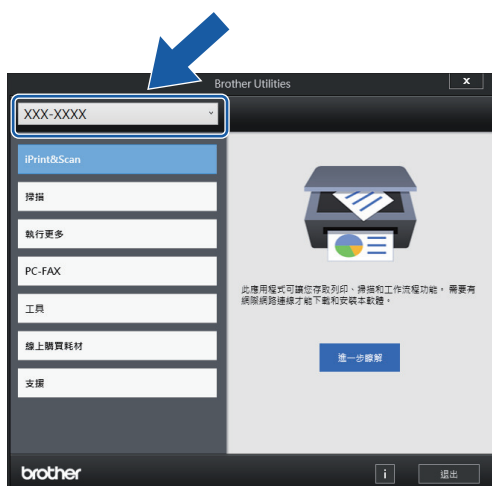 Brother Utilities
x
XXX-XXXX
iPrint&Scan
掃描
執行更多
PC-FAX
工具
線上購買耗材
支援
此應用程式可讓您存取列印、掃描和工作流程功能。 需要有
網際網路連線才能下載和安裝本軟體。
進一步瞭解
brother
i
退出